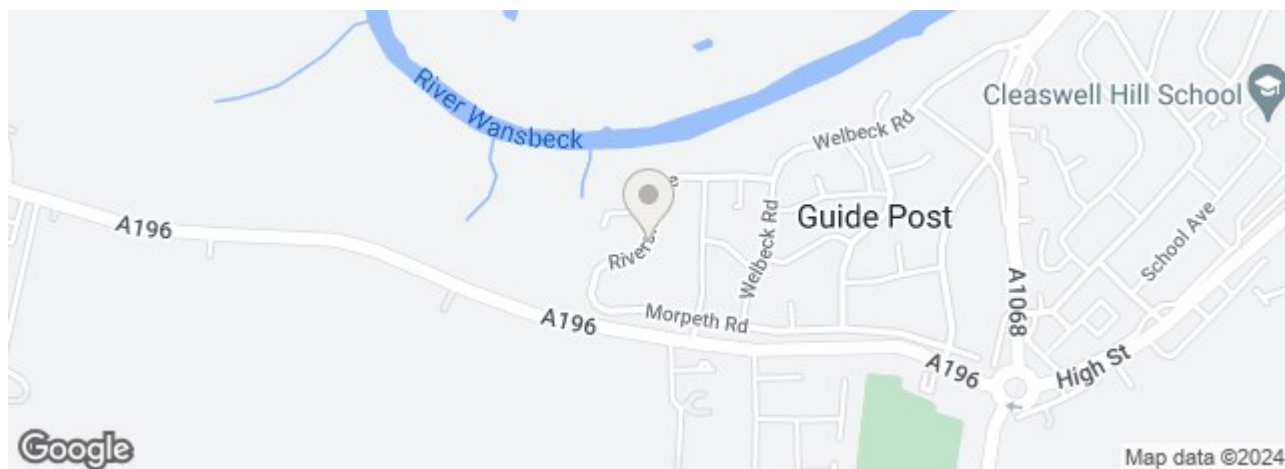 Cleaswell Hill School
River Wansbeck
Welbeck Rd
Guide Post
School Ave
A196
Welbeck Rd
A1068
Morpeth Rd
A196
A196
High St
Google
Map data ©2024